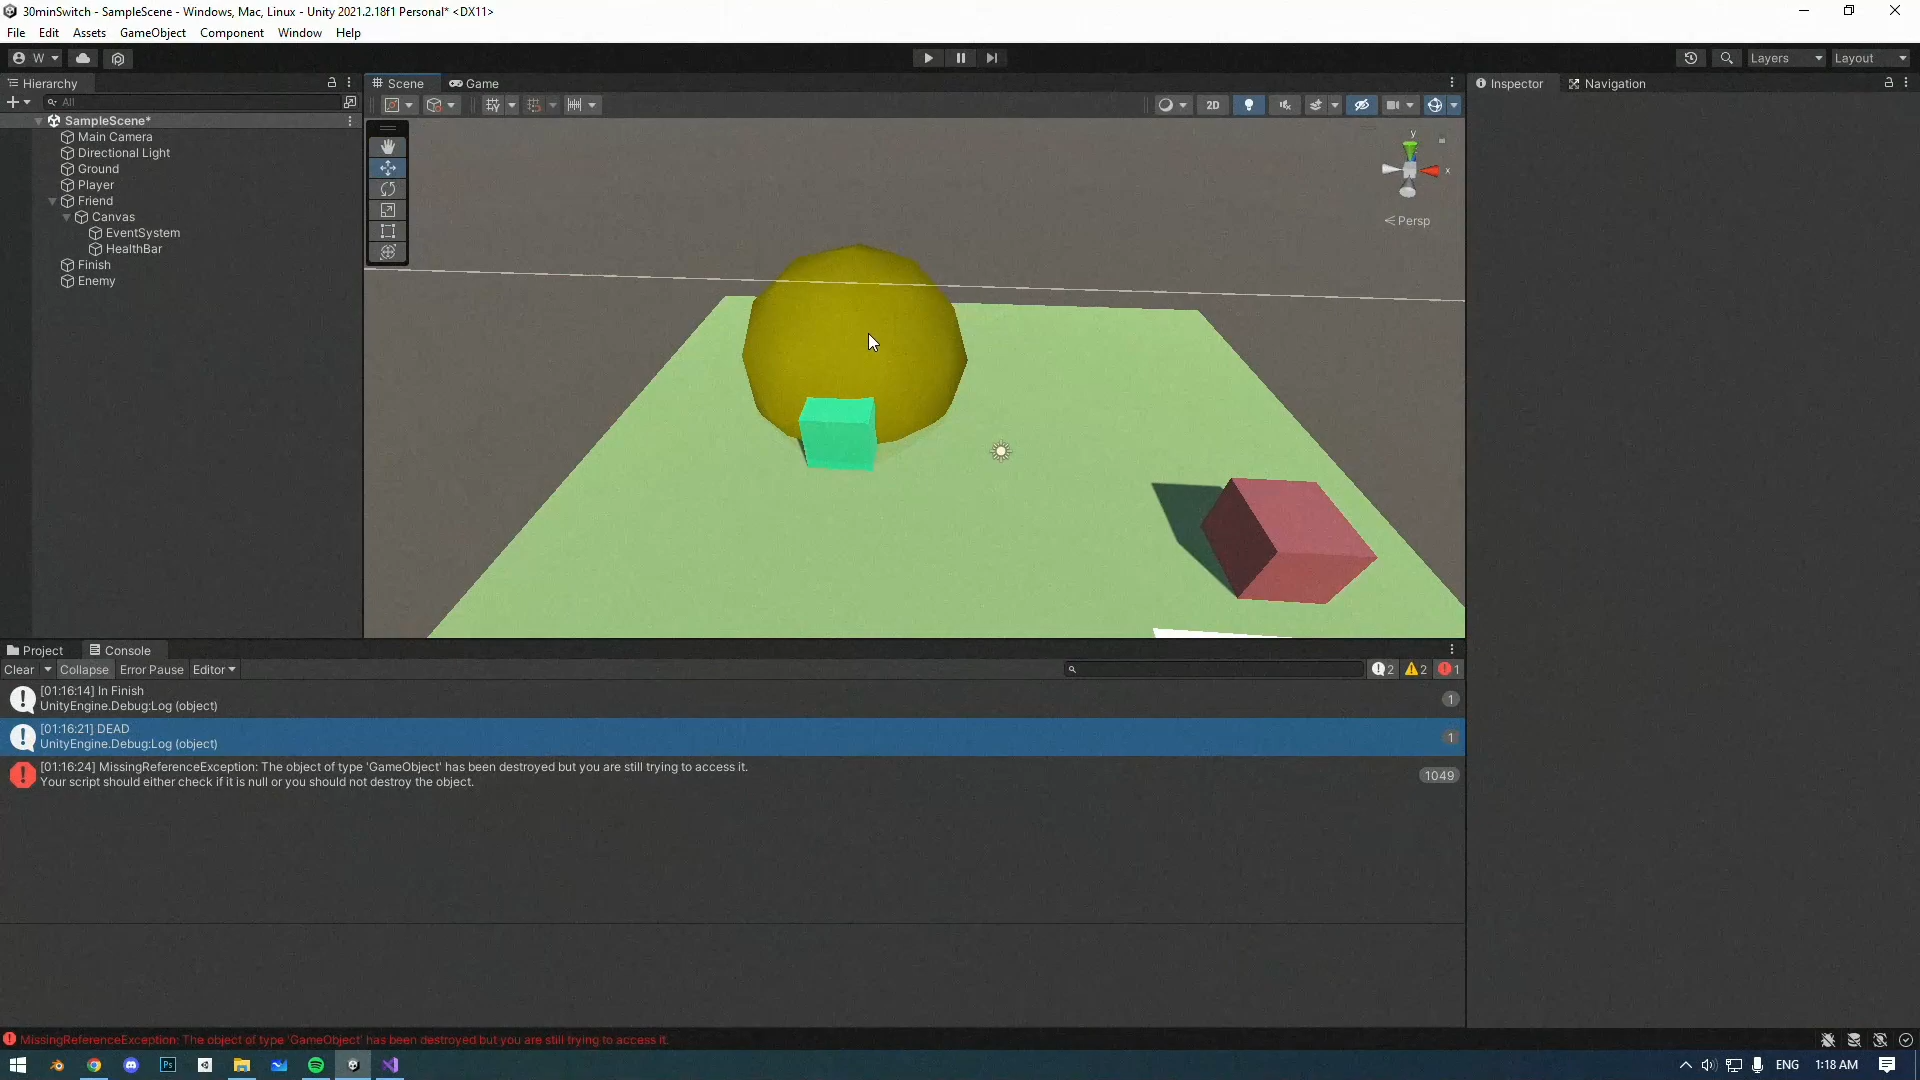 30minSwitch - SampleScene - Windows, Mac, Linux - Unity 2021.2.18f1 Personal* <DX11>
File Edit Assets GameObject Component Window Help
W Layers Layout
Hierarchy
Scene Game
Inspector Navigation
All
2D
SampleScene*
Main Camera
Directional Light
Ground
Player
Friend
Canvas
EventSystem
HealthBar
Finish
Enemy
y
x
Persp
Project Console
Clear Collapse Error Pause Editor
2 2 1
[01:16:14] In Finish
UnityEngine.Debug:Log (object)
1
[01:16:21] DEAD
UnityEngine.Debug:Log (object)
1
[01:16:24] MissingReferenceException: The object of type 'GameObject' has been destroyed but you are still trying to access it.
Your script should either check if it is null or you should not destroy the object.
1049
MissingReferenceException: The object of type 'GameObject' has been destroyed but you are still trying to access it.
Ps
ENG 1:18 AM